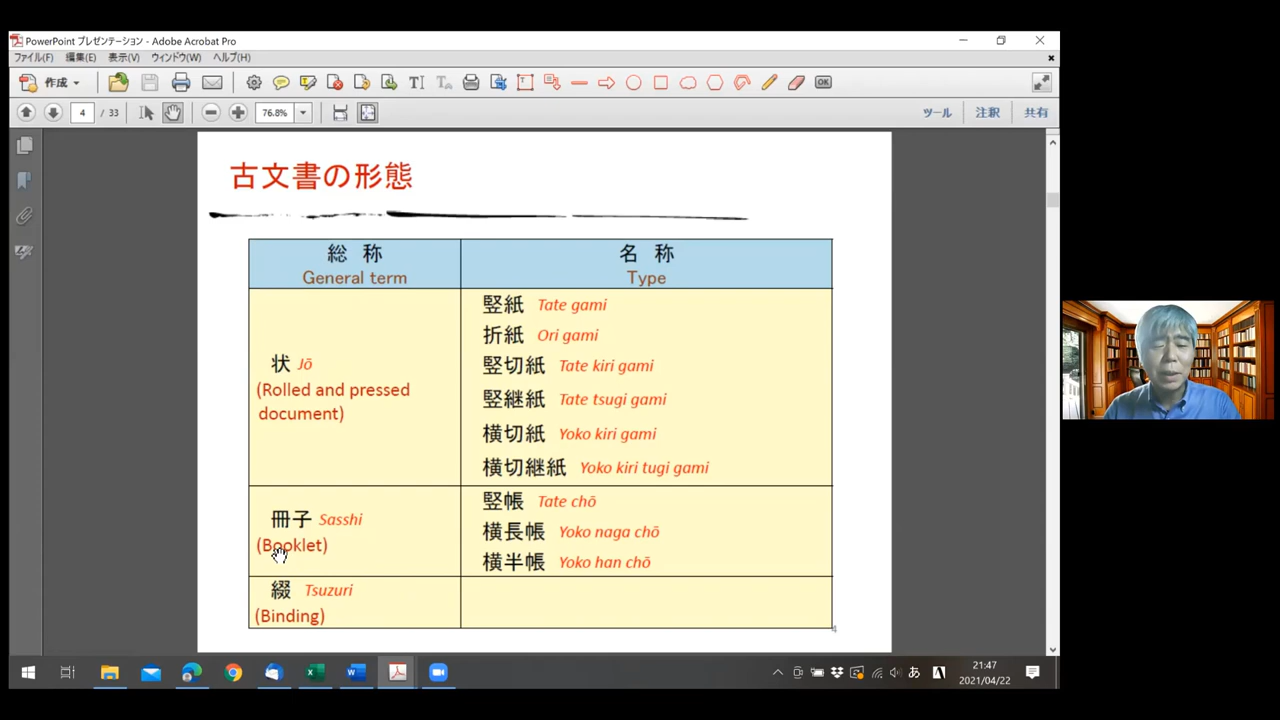 PowerPoint プレゼンテーション - Adobe Acrobat Pro
ファイル(F) 編集(E) 表示(V) ウィンドウ(W) ヘルプ(H)
作成
4 / 33 76.8% ツール 注釈 共有
古文書の形態
総 称 名 称
General term Type
竪紙 Tate gami
折紙 Ori gami
状 Jō 竪切紙 Tate kiri gami
(Rolled and pressed 竪継紙 Tate tsugi gami
document) 横切紙 Yoko kiri gami
横切継紙 Yoko kiri tugi gami
竪帳 Tate chō
冊子 Sasshi 横長帳 Yoko naga chō
(Booklet) 横半帳 Yoko han chō
綴 Tsuzuri
(Binding)
4
あ A 21:47
2021/04/22